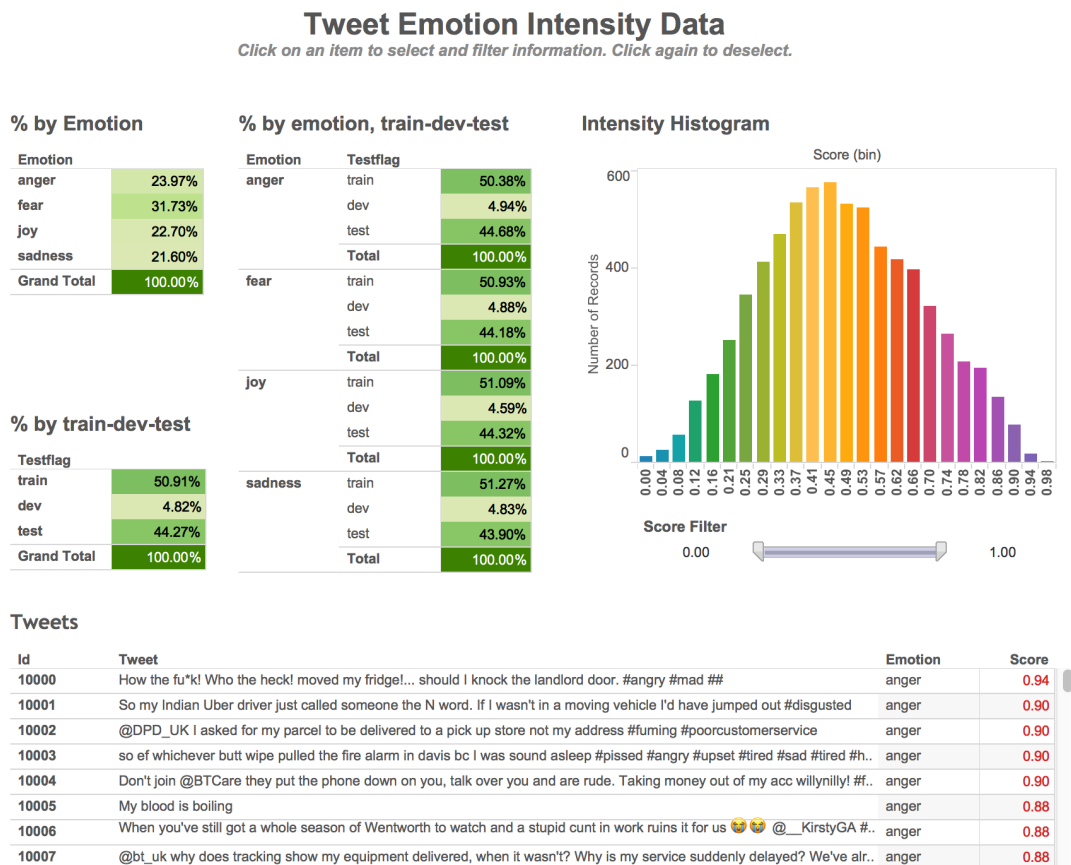 Tweet Emotion Intensity Data
Click on an item to select and filter information. Click again to deselect.
% by Emotion
Emotion
anger 23.97%
fear 31.73%
joy 22.70%
sadness 21.60%
Grand Total 100.00%
% by train-dev-test
Testflag
train 50.91%
dev 4.82%
test 44.27%
Grand Total 100.00%
% by emotion, train-dev-test
Emotion Testflag
anger train 50.38%
dev 4.94%
test 44.68%
Total 100.00%
fear train 50.93%
dev 4.88%
test 44.18%
Total 100.00%
joy train 51.09%
dev 4.59%
test 44.32%
Total 100.00%
sadness train 51.27%
dev 4.83%
test 43.90%
Total 100.00%
Intensity Histogram
Score (bin)
Number of Records
600
400
200
0
0.00 0.04 0.08 0.12 0.16 0.21 0.25 0.29 0.33 0.37 0.41 0.45 0.49 0.53 0.57 0.62 0.66 0.70 0.74 0.78 0.82 0.86 0.90 0.94 0.98
Score Filter
0.00 1.00
Tweets
Id Tweet Emotion Score
10000 How the fu*k! Who the heck! moved my fridge!... should I knock the landlord door. #angry #mad ## anger 0.94
10001 So my Indian Uber driver just called someone the N word. If I wasn't in a moving vehicle I'd have jumped out #disgusted anger 0.90
10002 @DPD_UK I asked for my parcel to be delivered to a pick up store not my address #fuming #poorcustomerservice anger 0.90
10003 so ef whichever butt wipe pulled the fire alarm in davis bc I was sound asleep #pissed #angry #upset #tired #sad #tired #h.. anger 0.90
10004 Don't join @BTCare they put the phone down on you, talk over you and are rude. Taking money out of my acc willynilly! #f.. anger 0.90
10005 My blood is boiling anger 0.88
10006 When you've still got a whole season of Wentworth to watch and a stupid cunt in work ruins it for us 😭😭 @__KirstyGA #.. anger 0.88
10007 @bt_uk why does tracking show my equipment delivered, when it wasn't? Why is my service suddenly delayed? We've alr.. anger 0.88